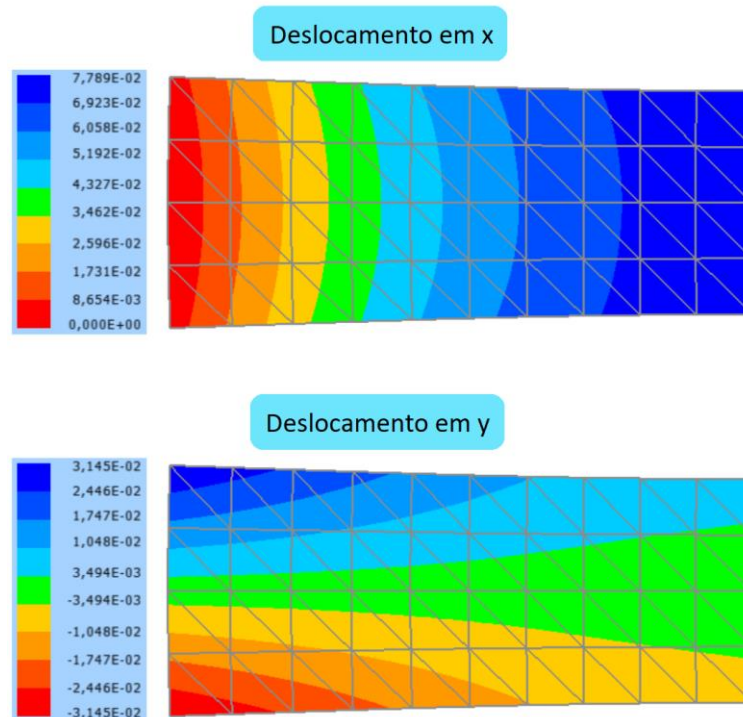 Deslocamento em x
7,789E-02
6,923E-02
6,058E-02
5,192E-02
4,327E-02
3,462E-02
2,596E-02
1,731E-02
8,654E-03
0,000E+00
Deslocamento em y
3,145E-02
2,446E-02
1,747E-02
1,048E-02
3,494E-03
-3,494E-03
-1,048E-02
-1,747E-02
-2,446E-02
-3,145E-02